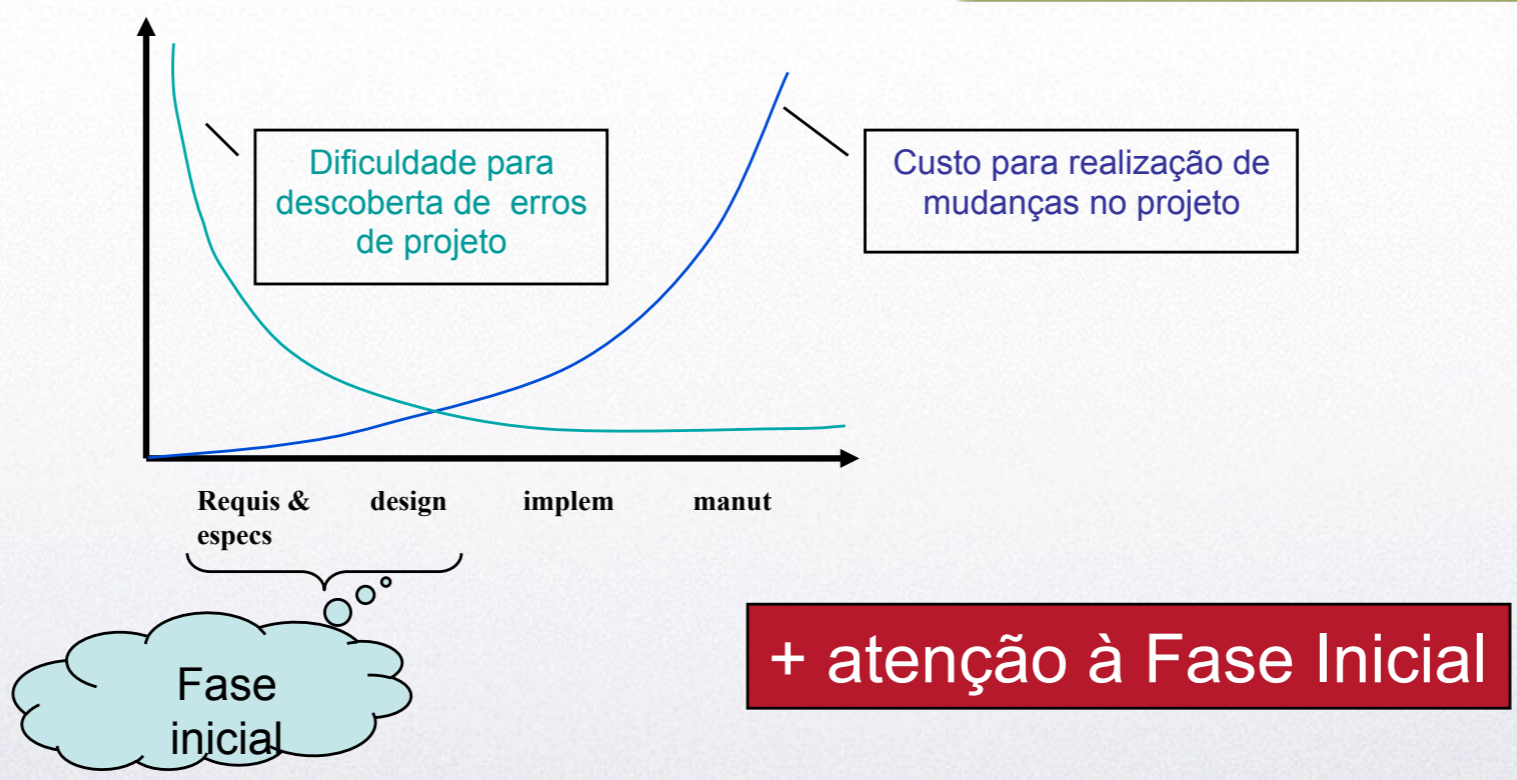 Dificuldade para
descoberta de erros
de projeto
Custo para realização de
mudanças no projeto
Requis & design implem manut
especs
Fase
inicial
+ atenção à Fase Inicial